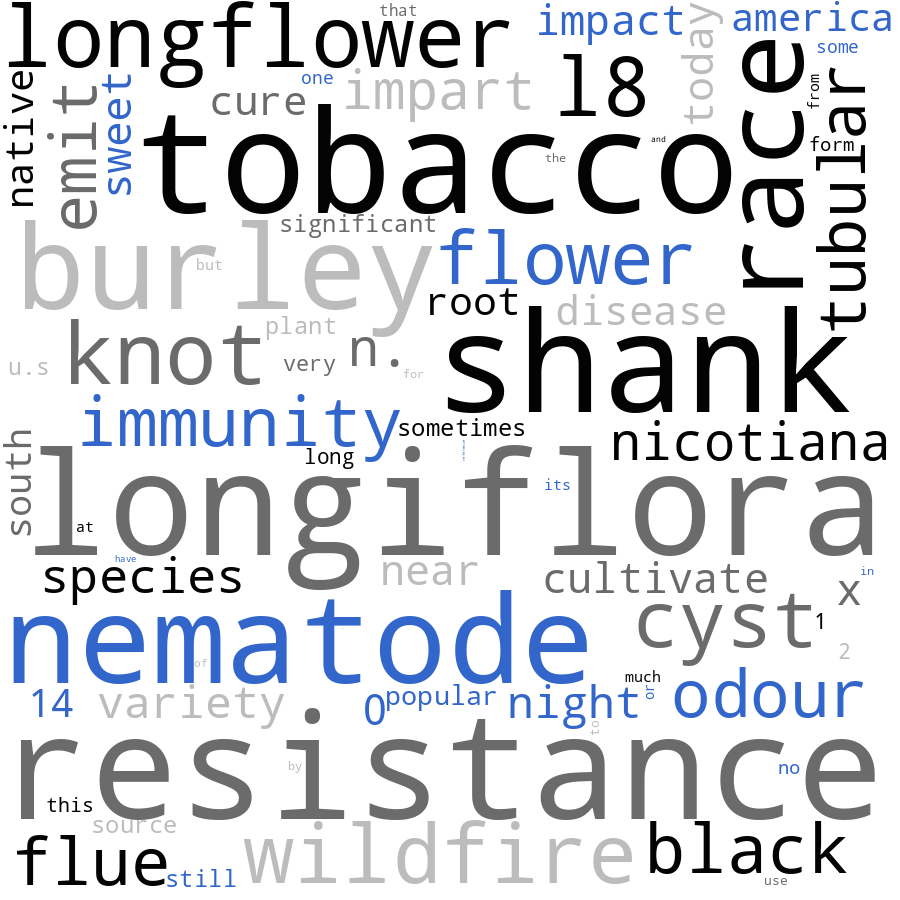 that
longflower
impact
america
some
native
sweet
one
cure
impart
l8
today
race
from
tubular
emit
tobacco
the
and
form
significant
burley
but
flower
root
disease
plant
knot
very
n.
for
u.s
shank
immunity
sometimes
nicotiana
south
long
longiflora
its
at
have
species
near
cultivate
x
in
nematode
cyst
1
of
2
14
variety
0
popular
night
much
or
odour
to
resistance
by
no
this
source
flue
still
wildfire
black
use